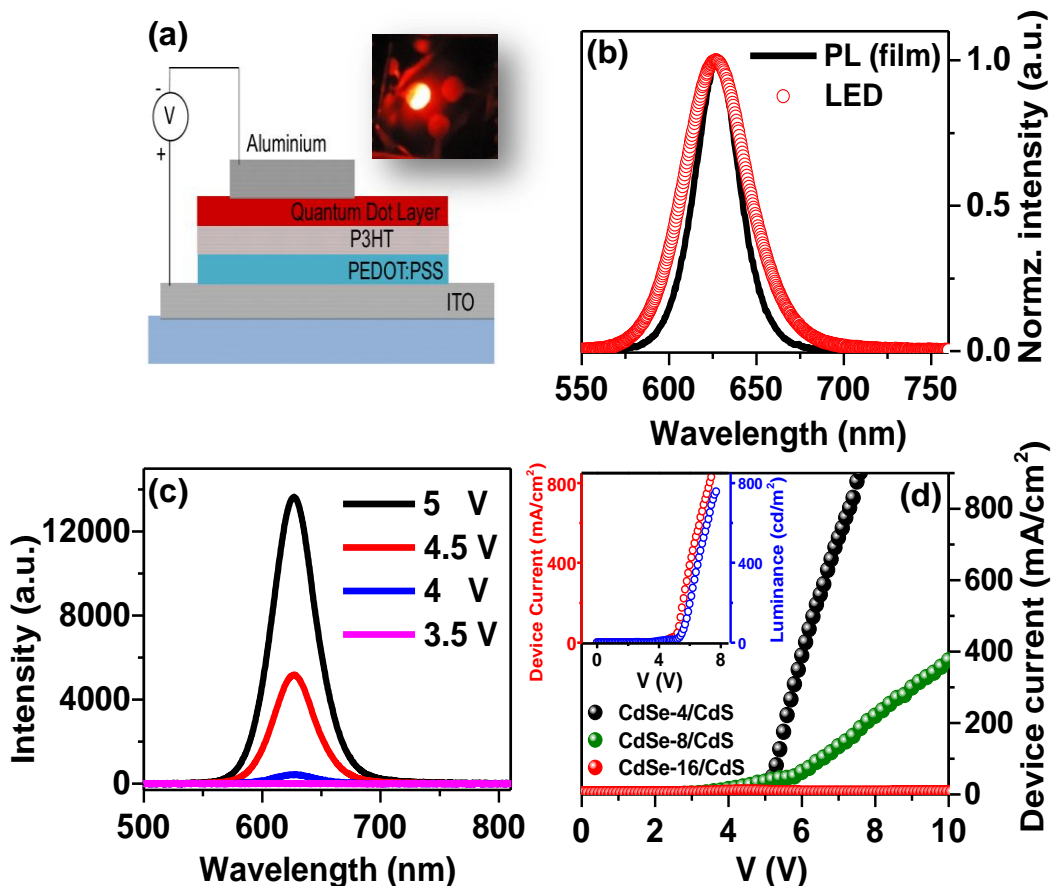 (a)
-
V
+
Aluminium
Quantum Dot Layer
P3HT
PEDOT:PSS
ITO
(b)
PL (film)
LED
1.0
0.5
0.0
Normz. intensity (a.u.)
550 600 650 700 750
Wavelength (nm)
(c)
5 V
4.5 V
4 V
3.5 V
12000
8000
4000
0
Intensity (a.u.)
500 600 700 800
Wavelength (nm)
(d)
Device Current (mA/cm²)
800
400
0
800
400
0
Luminance (cd/m²)
0 4 8
V (V)
CdSe-4/CdS
CdSe-8/CdS
CdSe-16/CdS
800
600
400
200
0
Device current (mA/cm²)
0 2 4 6 8 10
V (V)